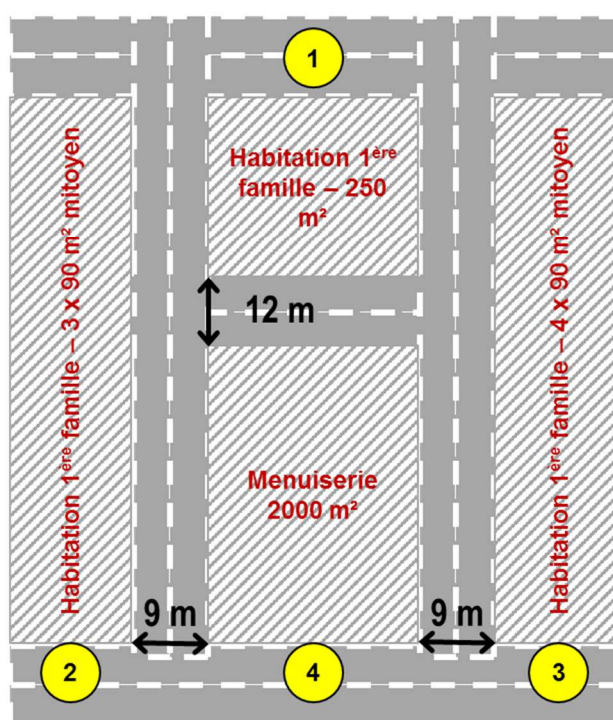 1
Habitation 1ère
famille – 250
m²
Habitation 1ère famille – 3 x 90 m² mitoyen
Habitation 1ère famille – 4 x 90 m² mitoyen
12 m
Menuiserie
2000 m²
9 m
9 m
2
4
3